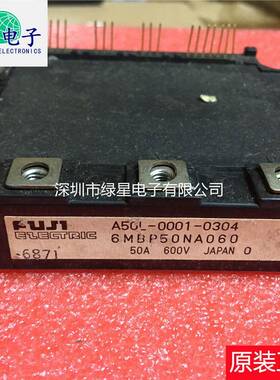 电子
ELECTRONICS
深圳市绿星电子有限公司
FUJI
ELECTRIC
A50L-0001-0304
6MBP50NA060
50A 600V JAPAN O
-6871
原装